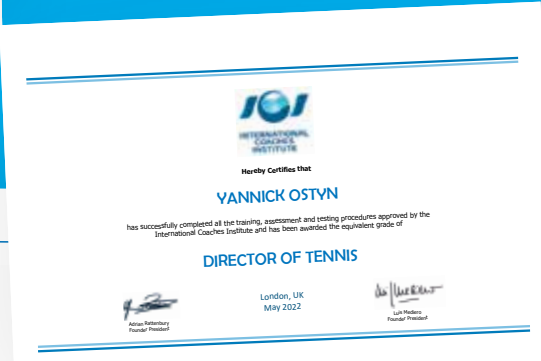 ICI
INTERNATIONAL
COACHES
INSTITUTE
Hereby Certifies that
YANNICK OSTYN
has successfully completed all the training, assessment and testing procedures approved by the
International Coaches Institute and has been awarded the equivalent grade of
DIRECTOR OF TENNIS
London, UK
May 2022
Adrian Rattenbury
Founder President
Luis Mediero
Founder President